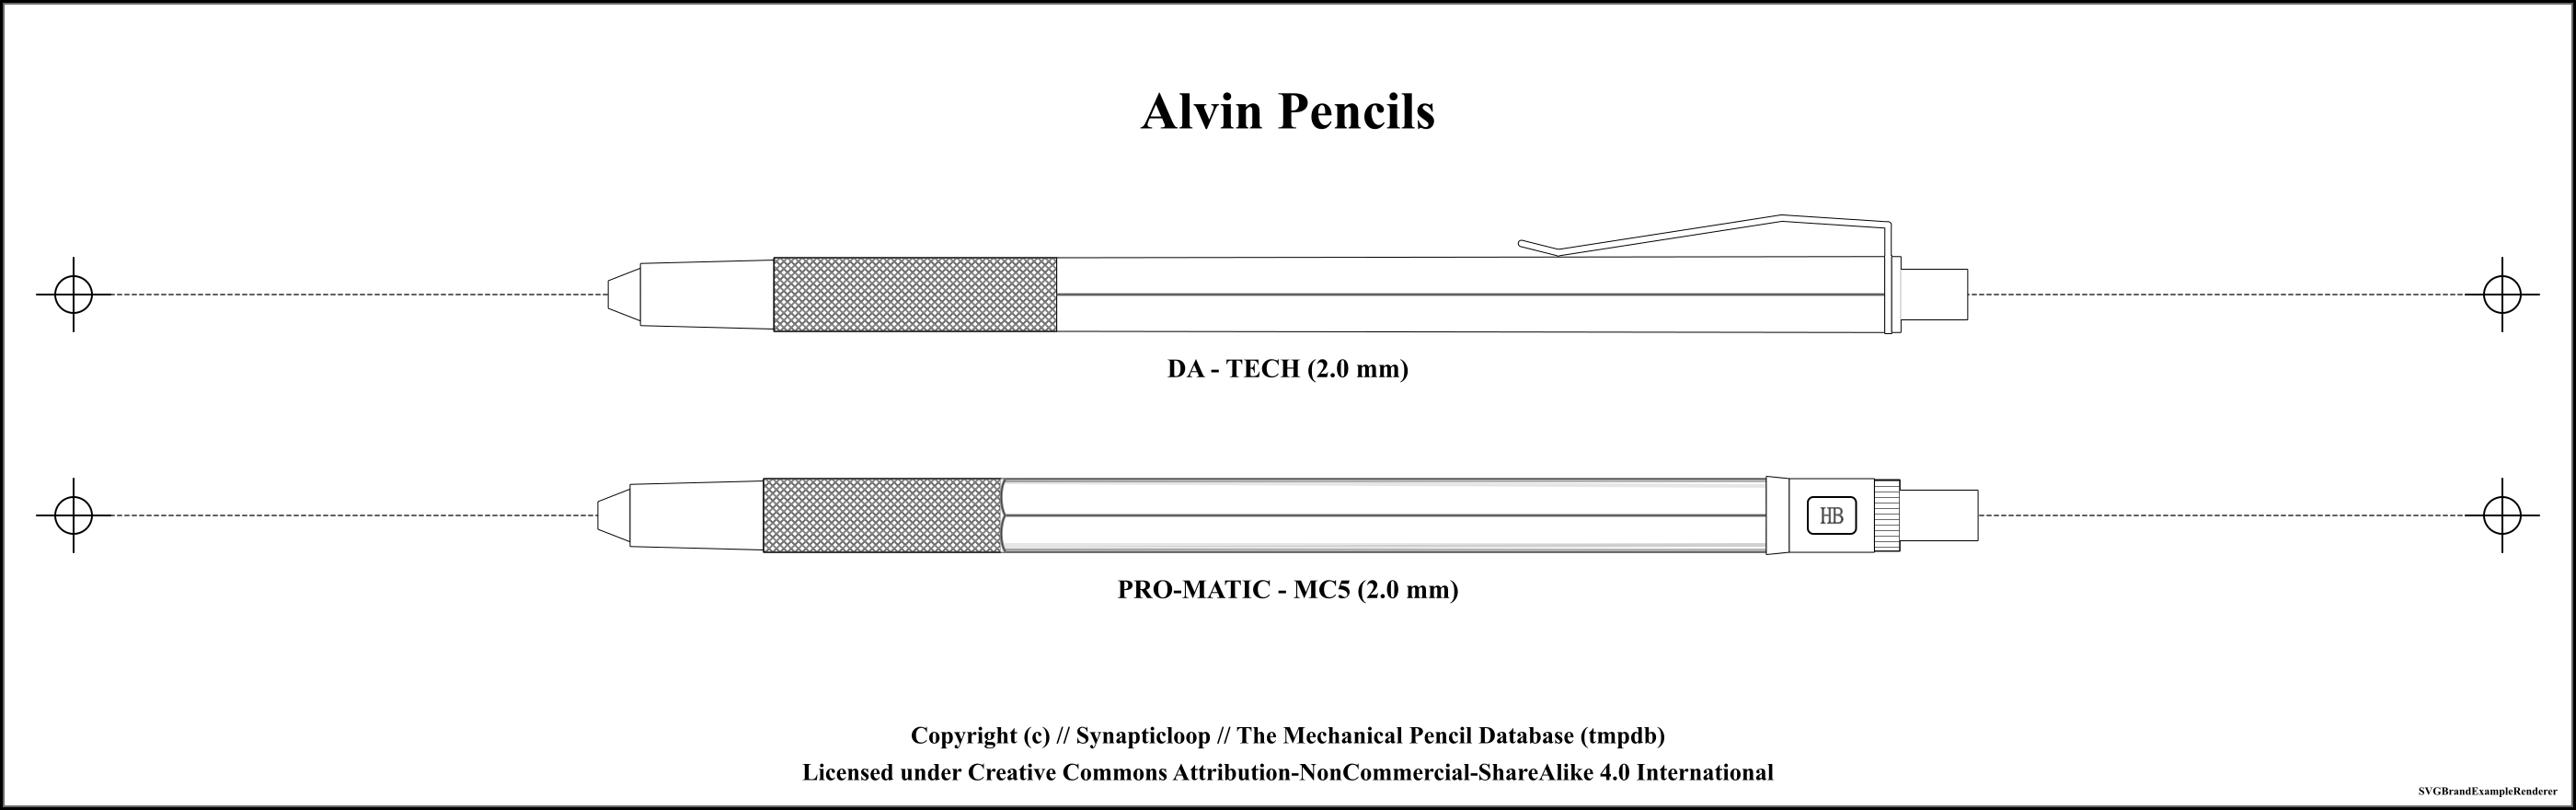 Alvin Pencils
DA - TECH (2.0 mm)
HB
PRO-MATIC - MC5 (2.0 mm)
Copyright (c) // Synapticloop // The Mechanical Pencil Database (tmpdb)
Licensed under Creative Commons Attribution-NonCommercial-ShareAlike 4.0 International
SVGBrandExampleRenderer